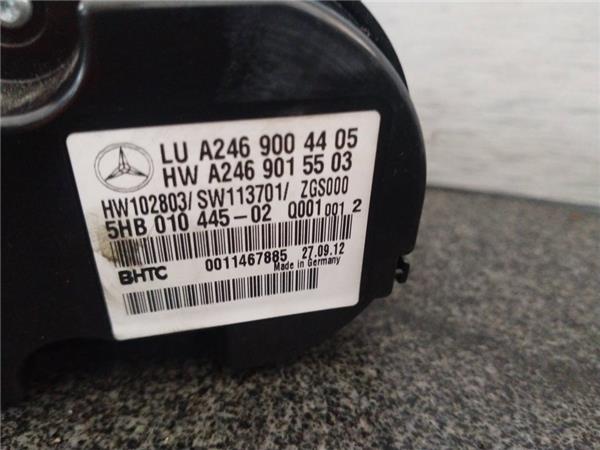 LU A246 900 44 05
HW A246 901 55 03
HW102803/ SW113701/ ZGS000
5HB 010 445-02 Q001 001 2
BHTC 0011467885 27.09.12
Made in Germany